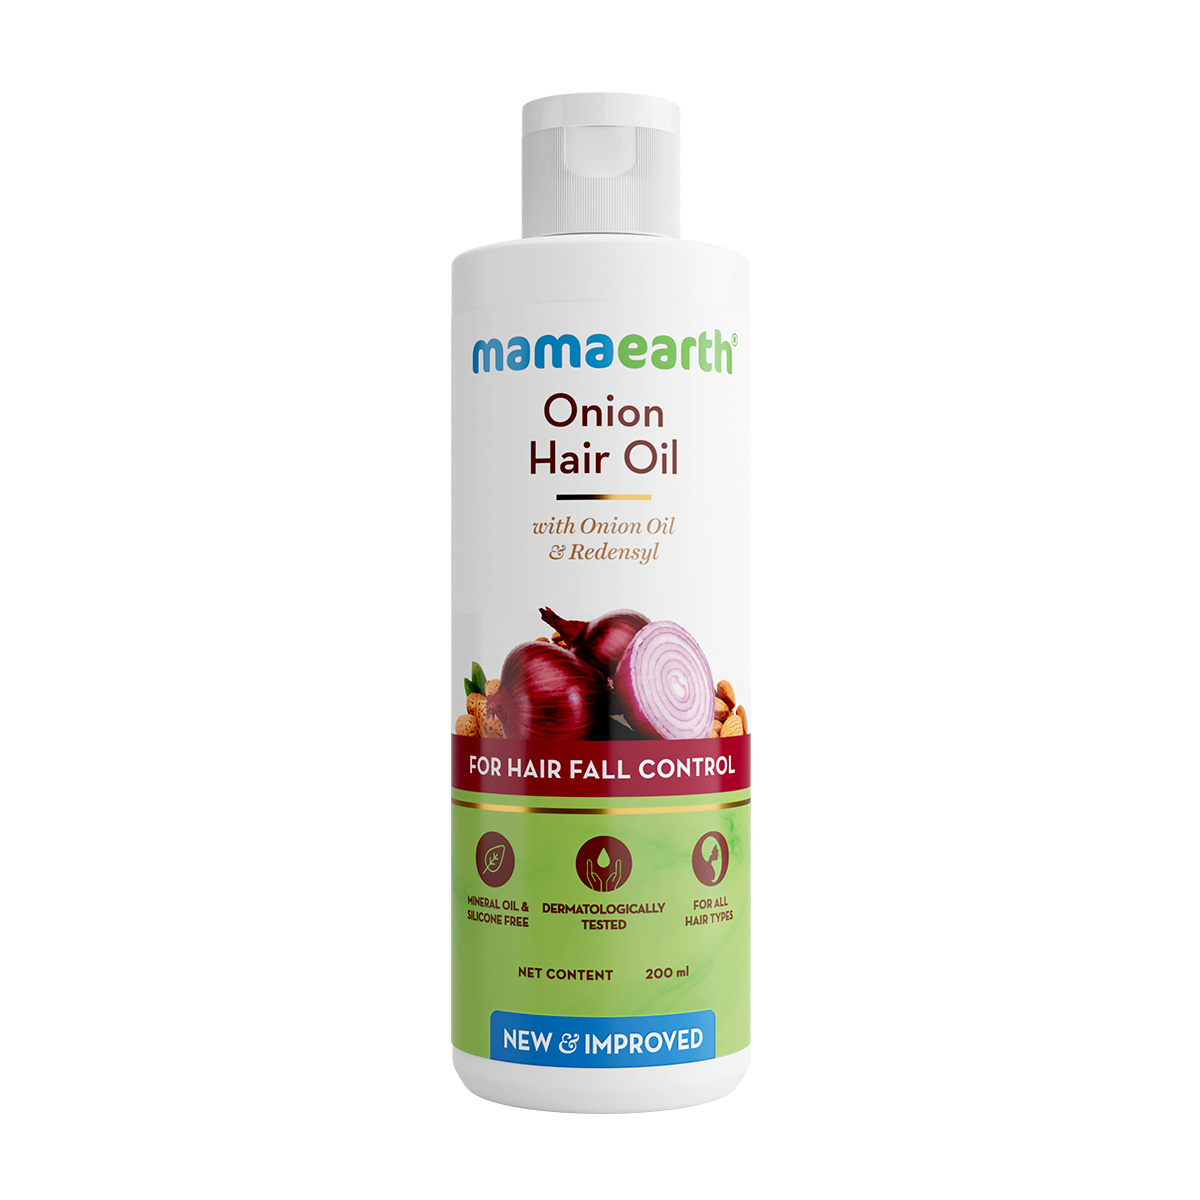 mamaearth®
Onion
Hair Oil
with Onion Oil
& Redensyl
FOR HAIR FALL CONTROL
MINERAL OIL &
SILICONE FREE
DERMATOLOGICALLY
TESTED
FOR ALL
HAIR TYPES
NET CONTENT 200 ml
NEW & IMPROVED